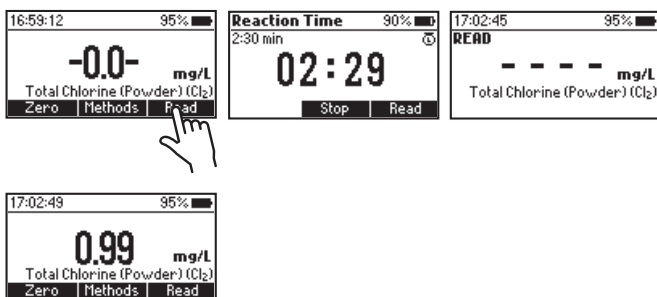 16:59:12 95%
-0.0- mg/L
Total Chlorine (Powder) (Cl₂)
Zero Methods Read
Reaction Time 90%
2:30 min
02:29
Stop Read
17:02:45 95%
READ
- - - - mg/L
Total Chlorine (Powder) (Cl₂)
17:02:49 95%
0.99 mg/L
Total Chlorine (Powder) (Cl₂)
Zero Methods Read